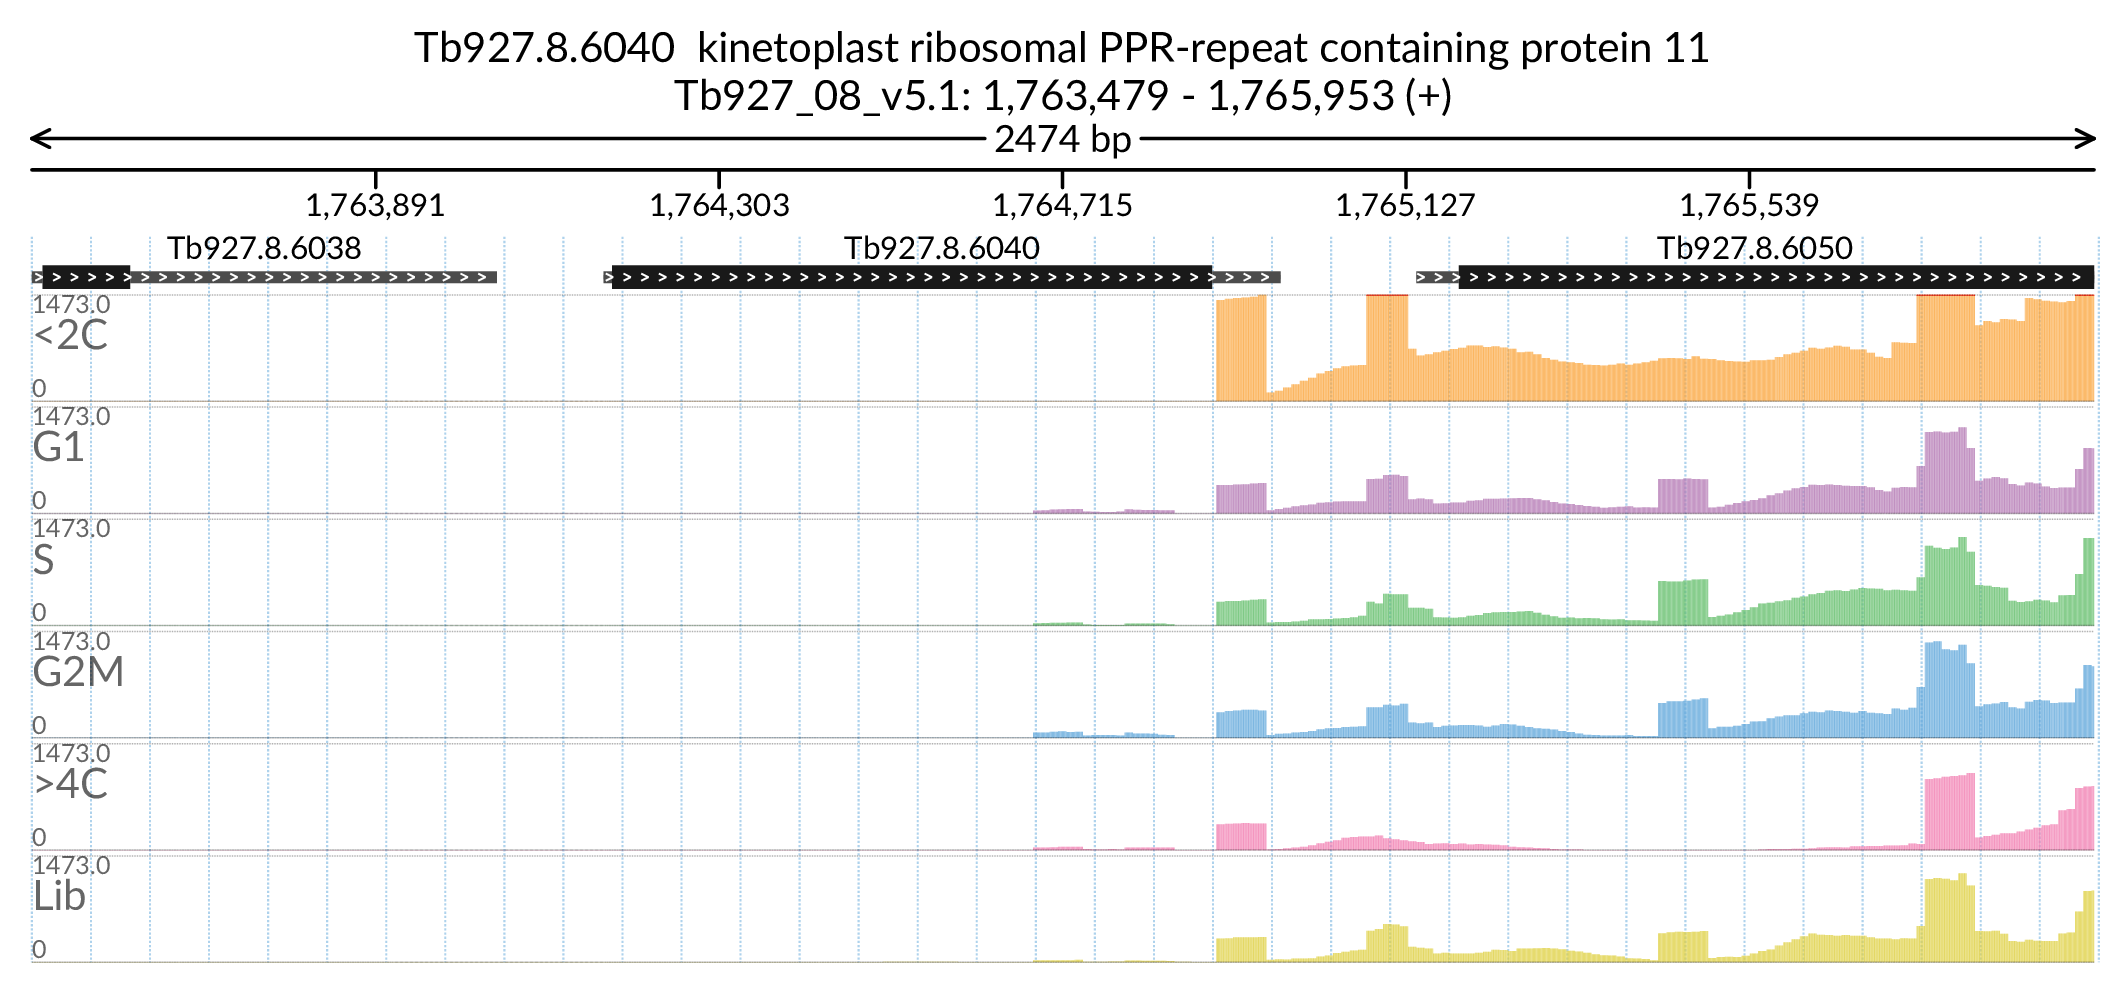 Tb927.8.6040  kinetoplast ribosomal PPR-repeat containing protein 11
Tb927_08_v5.1: 1,763,479 - 1,765,953 (+)
2474 bp
1,763,891 1,764,303 1,764,715 1,765,127 1,765,539
Tb927.8.6038 Tb927.8.6040 Tb927.8.6050
1473.0
<2C
0
1473.0
G1
0
1473.0
S
0
1473.0
G2M
0
1473.0
>4C
0
1473.0
Lib
0